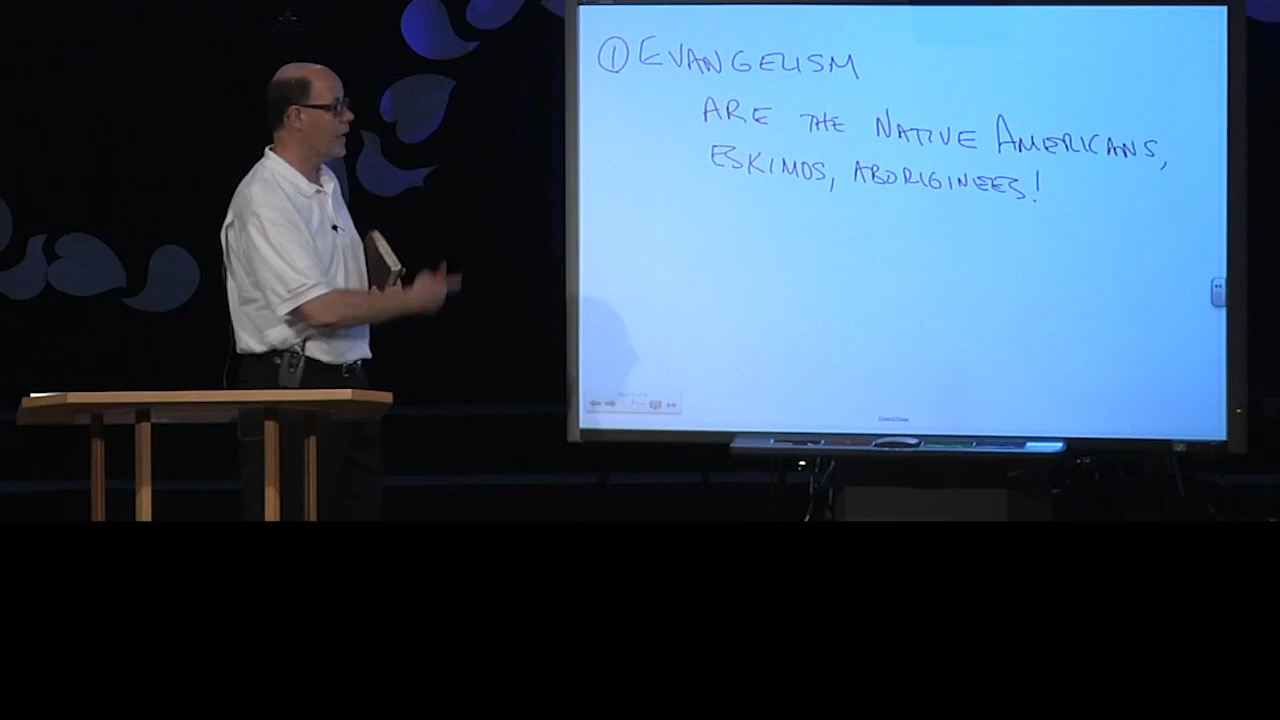 ① EVANGELISM
ARE THE NATIVE AMERICANS,
ESKIMOS, ABORIGINEES!